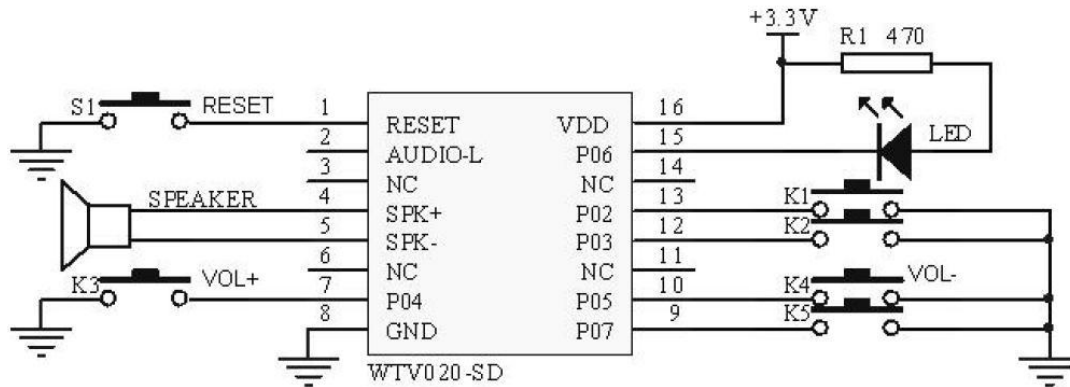 +3.3V
R1 470
S1 RESET
1 RESET VDD 16
2 AUDIO-L P06 15
LED
3 NC NC 14
SPEAKER
4 SPK+ P02 13 K1
5 SPK- P03 12 K2
6 NC NC 11
K3 VOL+
7 P04 P05 10 K4 VOL-
8 GND P07 9 K5
WTV020-SD